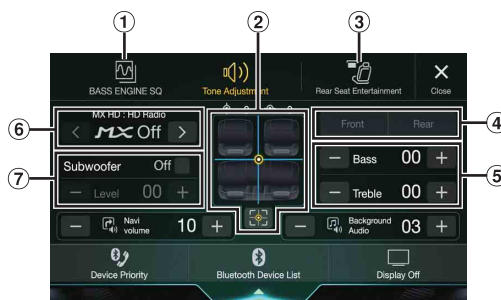 1 2 3
BASS ENGINE SQ
Tone Adjustment
Rear Seat Entertainment
Close
6
MX HD : HD Radio
< MX Off >
Front Rear
4
7
Subwoofer Off
− Level 00 +
− Bass 00 +
− Treble 00 +
5
− Navi volume 10 +
− Background Audio 03 +
Device Priority
Bluetooth Device List
Display Off